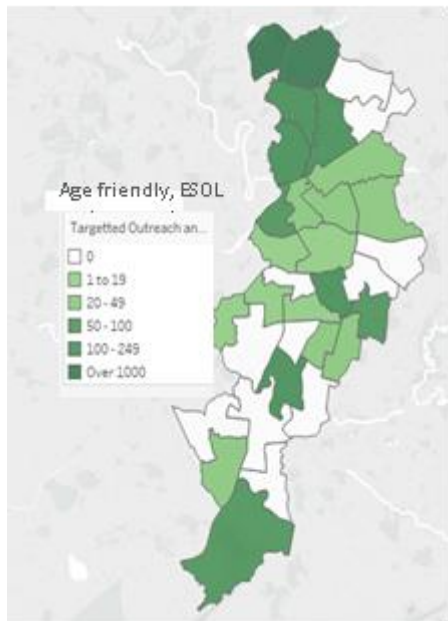 Age friendly, ESOL
Targetted Outreach an...
0
1 to 19
20 - 49
50 - 100
100 - 249
Over 1000